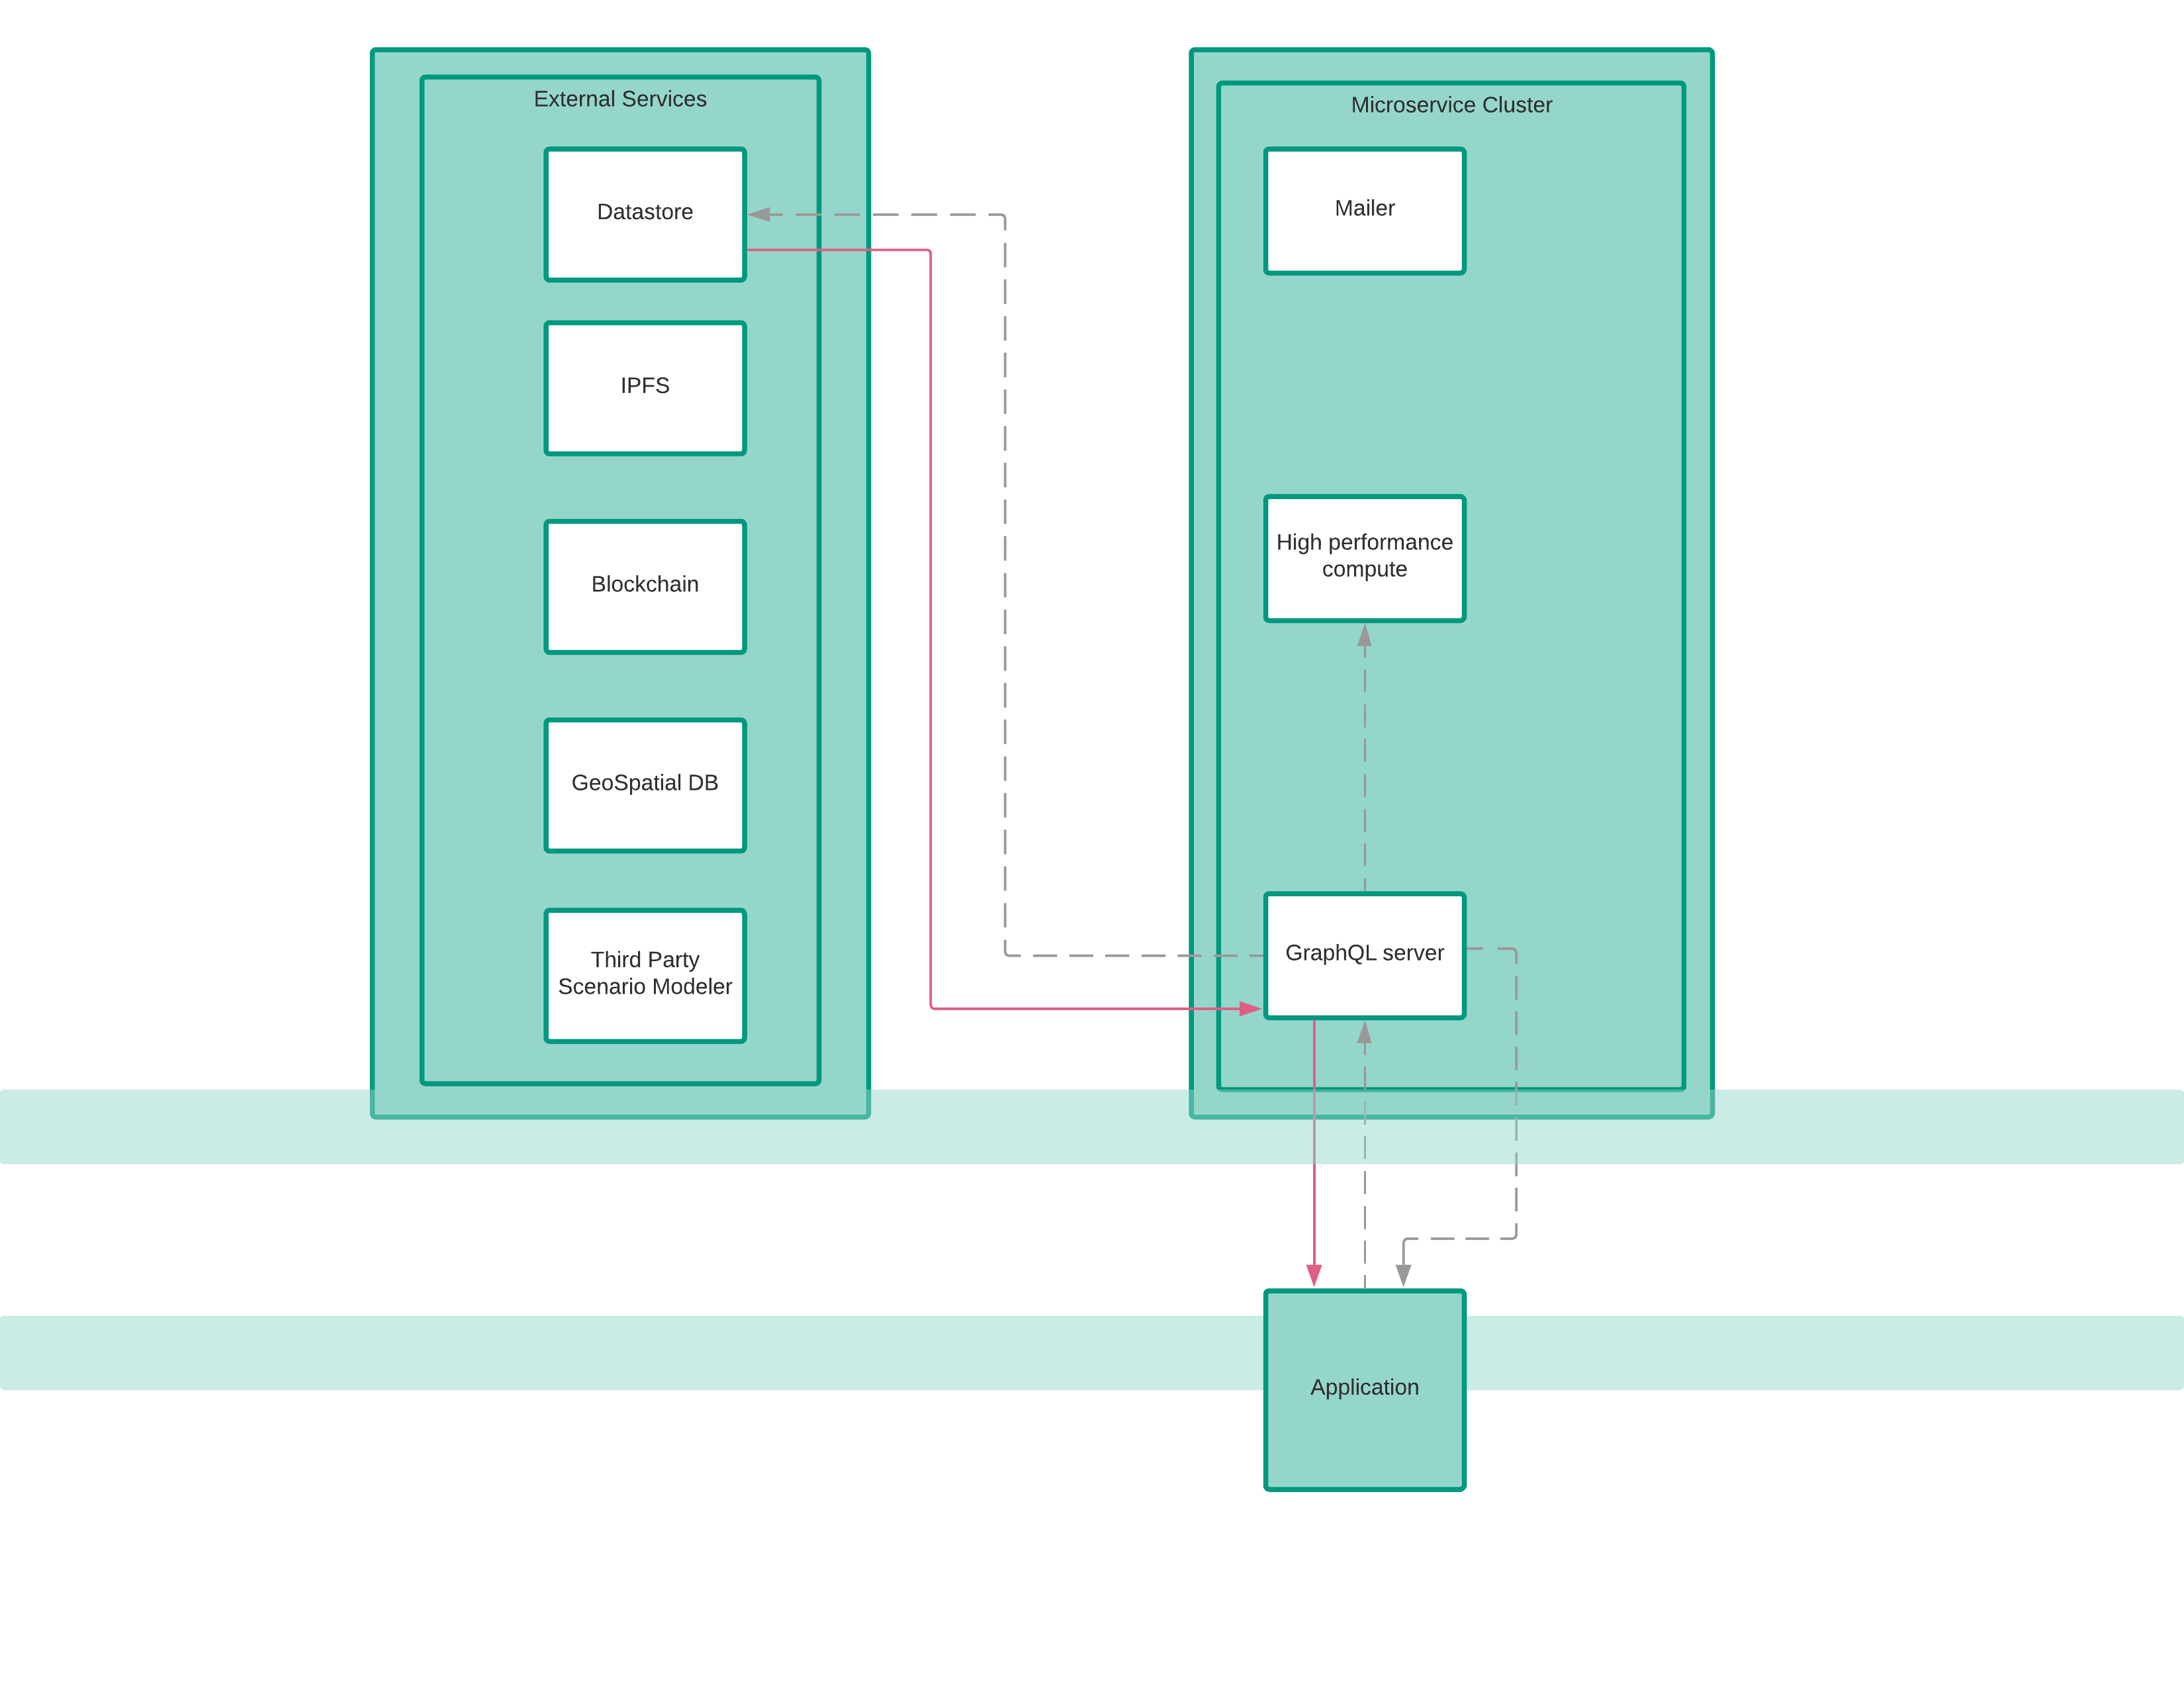 External Services
Datastore
IPFS
Blockchain
GeoSpatial DB
Third Party
Scenario Modeler
Microservice Cluster
Mailer
High performance
compute
GraphQL server
Application